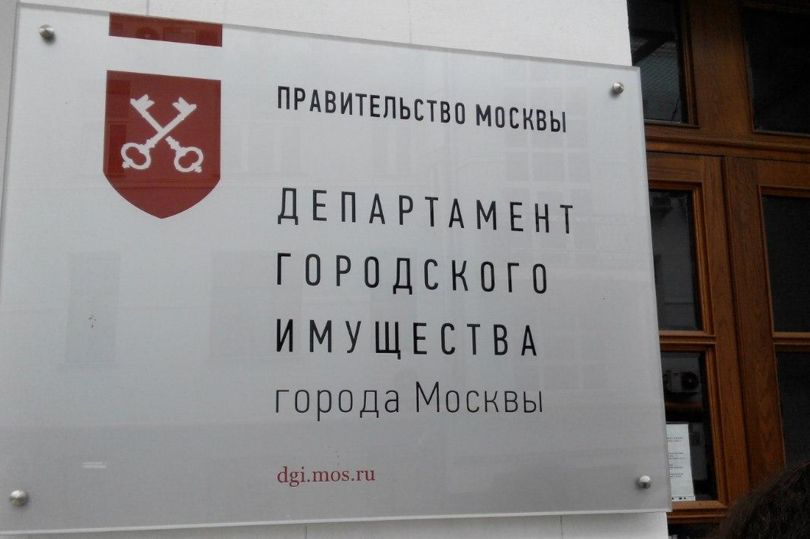 ПРАВИТЕЛЬСТВО МОСКВЫ
ДЕПАРТАМЕНТ
ГОРОДСКОГО
ИМУЩЕСТВА
города Москвы
dgi.mos.ru